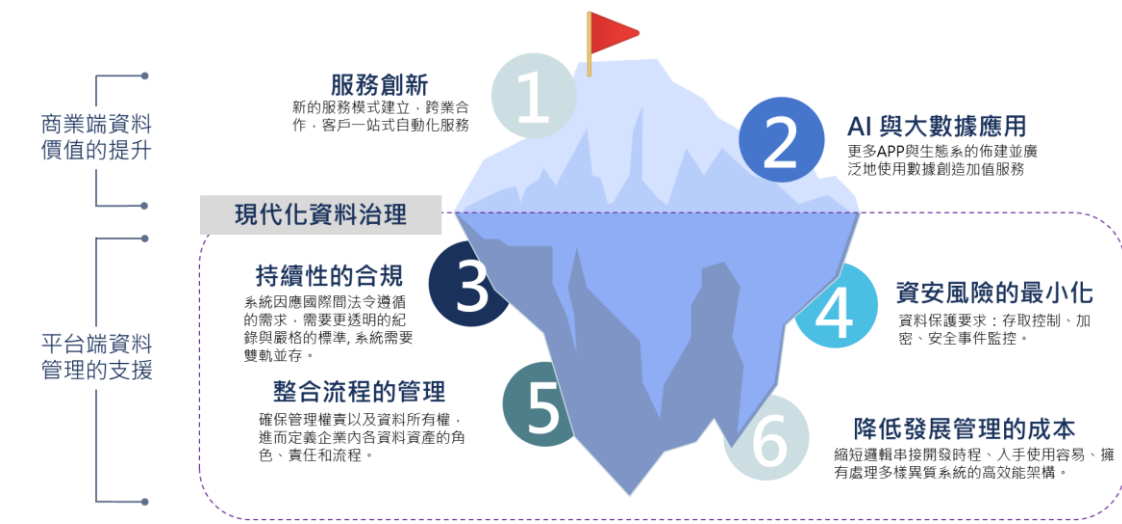 商業端資料
價值的提升
1
服務創新
新的服務模式建立，跨業合
作，客戶一站式自動化服務
2
AI 與大數據應用
更多APP與生態系的佈建並廣
泛地使用數據創造加值服務
現代化資料治理
平台端資料
管理的支援
3
持續性的合規
系統因應國際間法令遵循
的需求，需要更透明的紀
錄與嚴格的標準, 系統需要
雙軌並存。
4
資安風險的最小化
資料保護要求：存取控制、加
密、安全事件監控。
5
整合流程的管理
確保管理權責以及資料所有權，
進而定義企業內各資料資產的角
色、責任和流程。
6
降低發展管理的成本
縮短邏輯串接開發時程、入手使用容易、擁
有處理多樣異質系統的高效能架構。